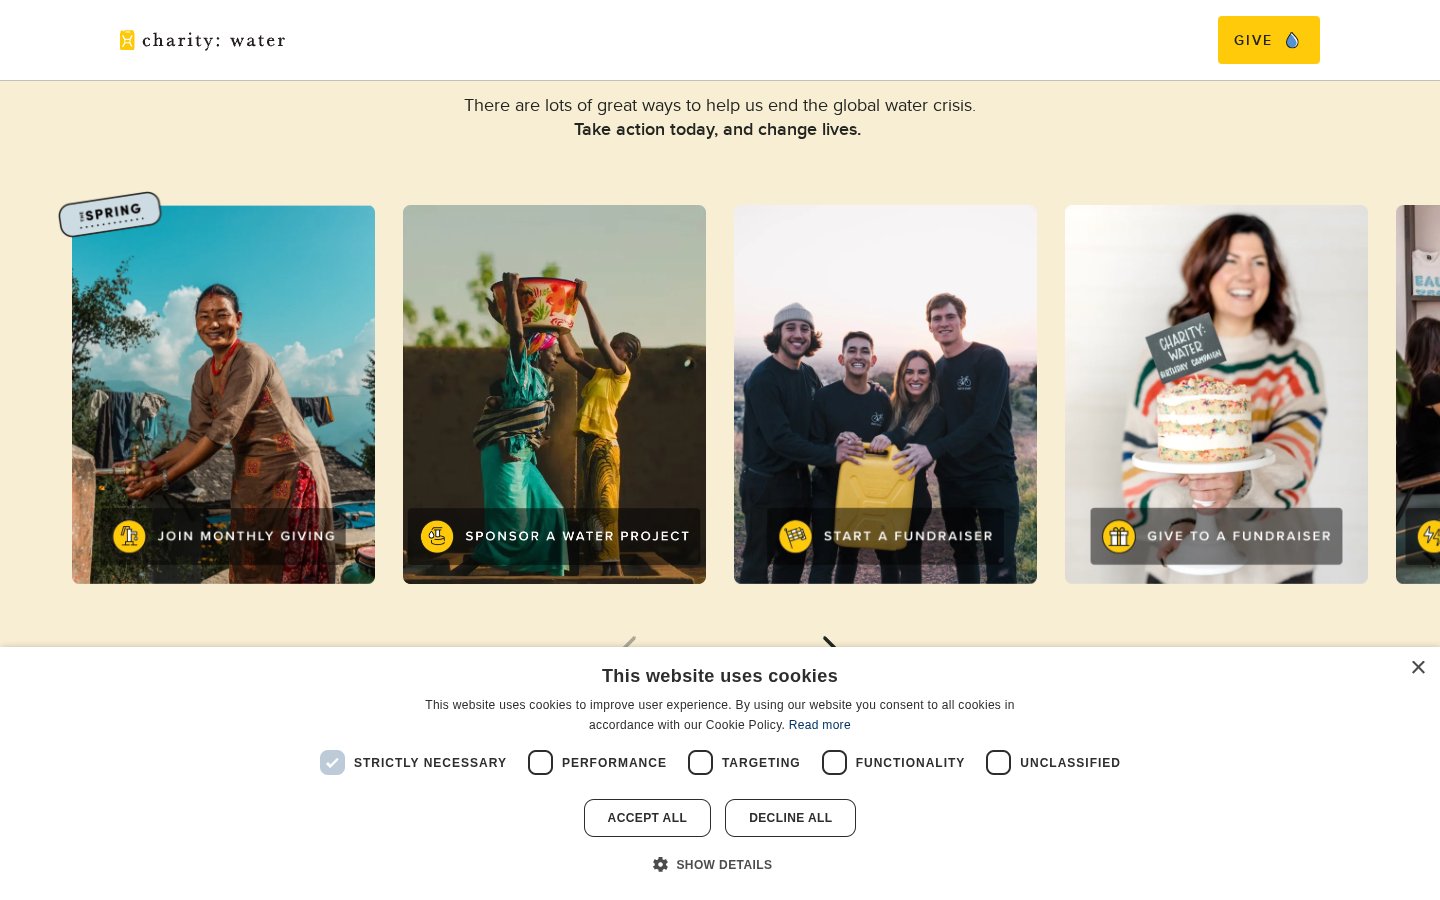 charity: water
GIVE
There are lots of great ways to help us end the global water crisis.
Take action today, and change lives.
THE SPRING
JOIN MONTHLY GIVING
SPONSOR A WATER PROJECT
START A FUNDRAISER
CHARITY:
WATER
BIRTHDAY CAMPAIGN
GIVE TO A FUNDRAISER
EAU
This website uses cookies
This website uses cookies to improve user experience. By using our website you consent to all cookies in
accordance with our Cookie Policy. Read more
STRICTLY NECESSARY
PERFORMANCE
TARGETING
FUNCTIONALITY
UNCLASSIFIED
ACCEPT ALL
DECLINE ALL
SHOW DETAILS